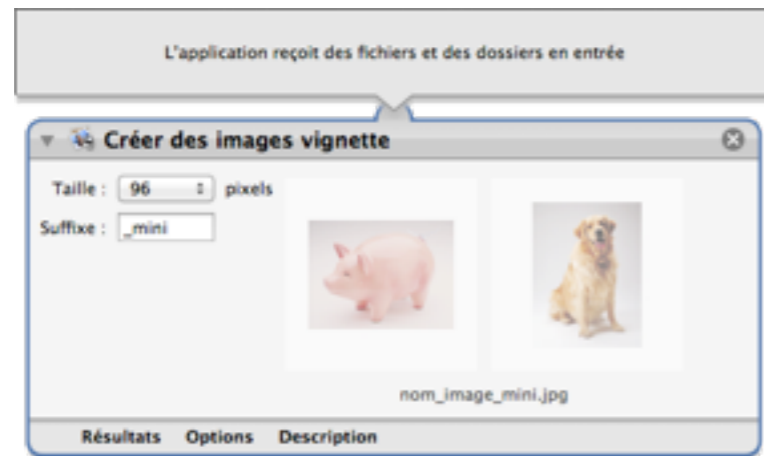 L'application reçoit des fichiers et des dossiers en entrée
Créer des images vignette
Taille : 96 pixels
Suffixe : _mini
nom_image_mini.jpg
Résultats Options Description